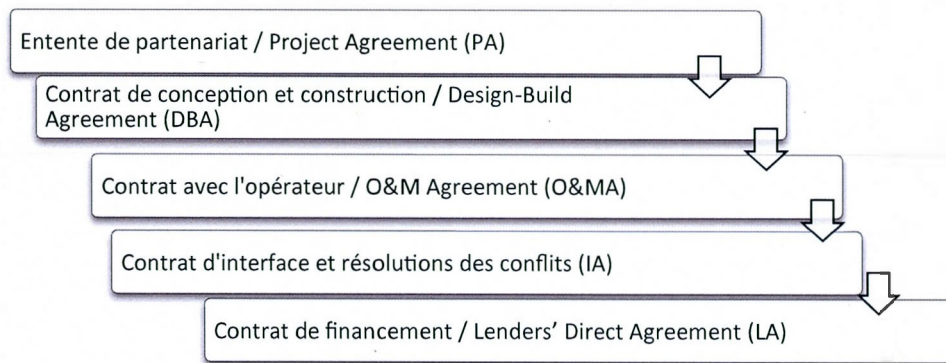 Entente de partenariat / Project Agreement (PA)
Contrat de conception et construction / Design-Build
Agreement (DBA)
Contrat avec l'opérateur / O&M Agreement (O&MA)
Contrat d'interface et résolutions des conflits (IA)
Contrat de financement / Lenders’ Direct Agreement (LA)